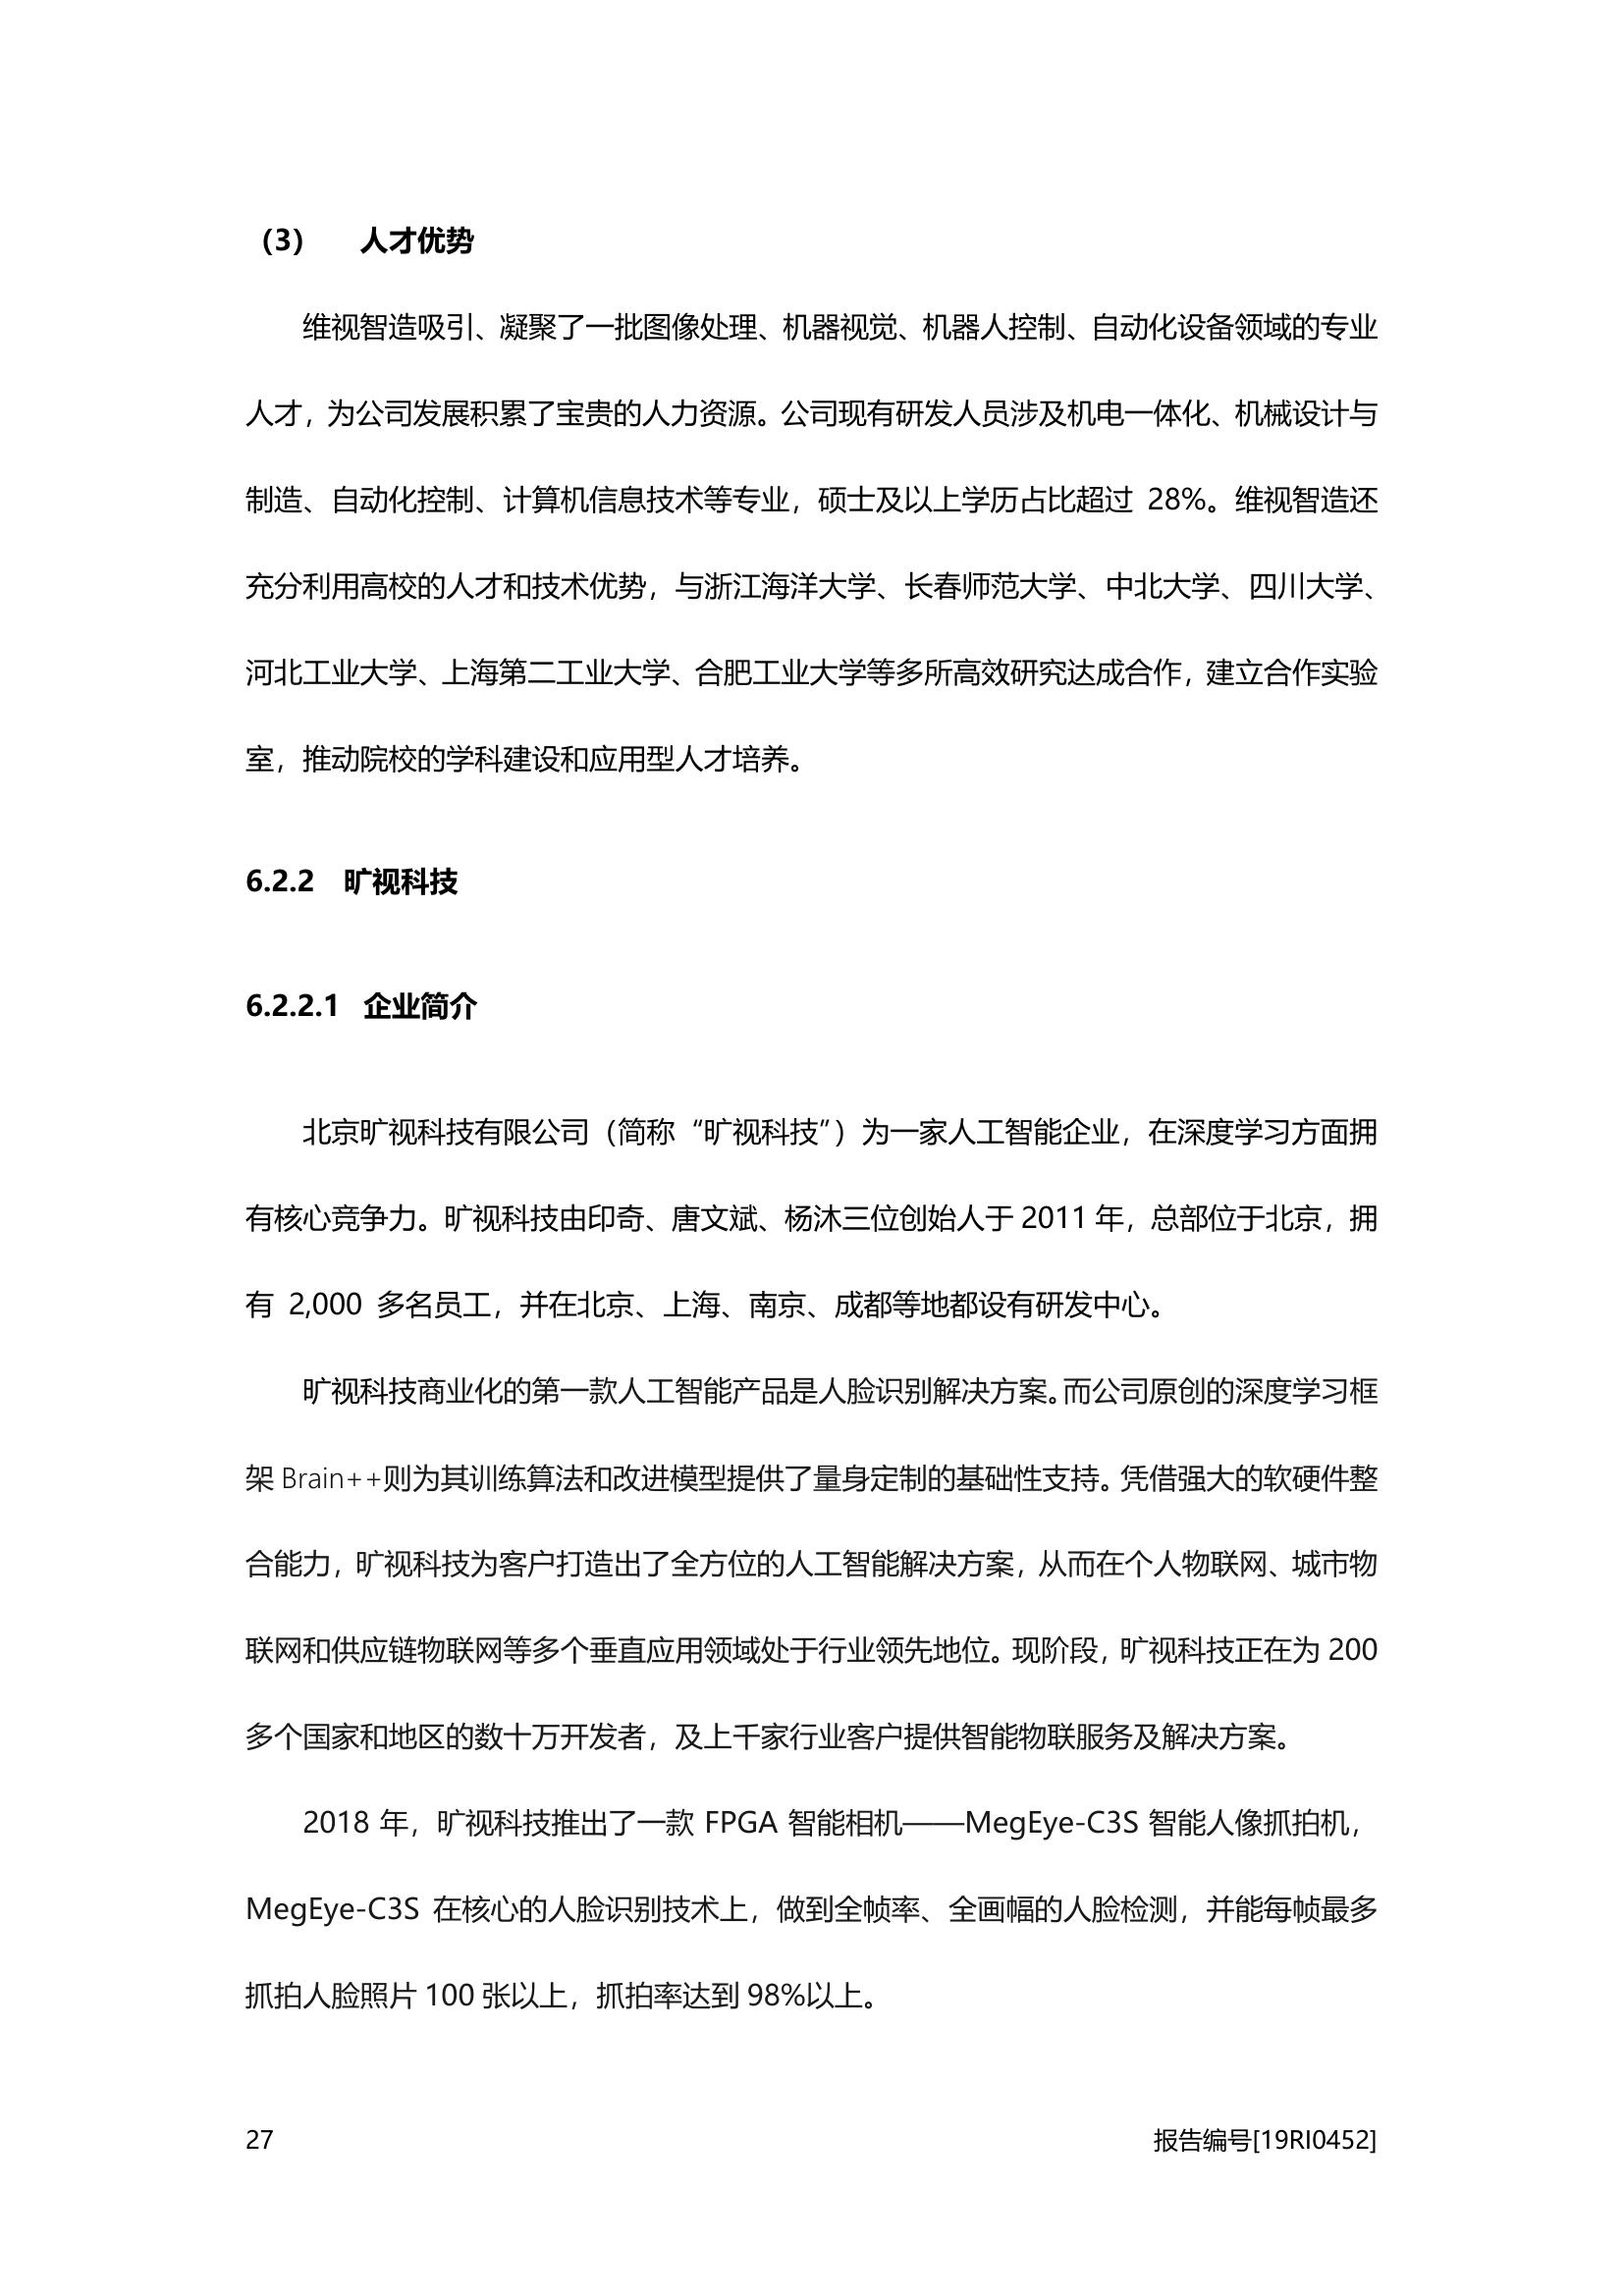 （3） 人才优势
维视智造吸引、凝聚了一批图像处理、机器视觉、机器人控制、自动化设备领域的专业
人才，为公司发展积累了宝贵的人力资源。公司现有研发人员涉及机电一体化、机械设计与
制造、自动化控制、计算机信息技术等专业，硕士及以上学历占比超过 28%。维视智造还
充分利用高校的人才和技术优势，与浙江海洋大学、长春师范大学、中北大学、四川大学、
河北工业大学、上海第二工业大学、合肥工业大学等多所高效研究达成合作，建立合作实验
室，推动院校的学科建设和应用型人才培养。
6.2.2 旷视科技
6.2.2.1 企业简介
北京旷视科技有限公司（简称“旷视科技”）为一家人工智能企业，在深度学习方面拥
有核心竞争力。旷视科技由印奇、唐文斌、杨沐三位创始人于 2011 年，总部位于北京，拥
有 2,000 多名员工，并在北京、上海、南京、成都等地都设有研发中心。
旷视科技商业化的第一款人工智能产品是人脸识别解决方案。而公司原创的深度学习框
架 Brain++则为其训练算法和改进模型提供了量身定制的基础性支持。凭借强大的软硬件整
合能力，旷视科技为客户打造出了全方位的人工智能解决方案，从而在个人物联网、城市物
联网和供应链物联网等多个垂直应用领域处于行业领先地位。现阶段，旷视科技正在为 200
多个国家和地区的数十万开发者，及上千家行业客户提供智能物联服务及解决方案。
2018 年，旷视科技推出了一款 FPGA 智能相机——MegEye-C3S 智能人像抓拍机，
MegEye-C3S 在核心的人脸识别技术上，做到全帧率、全画幅的人脸检测，并能每帧最多
抓拍人脸照片 100 张以上，抓拍率达到 98%以上。
27 报告编号[19RI0452]